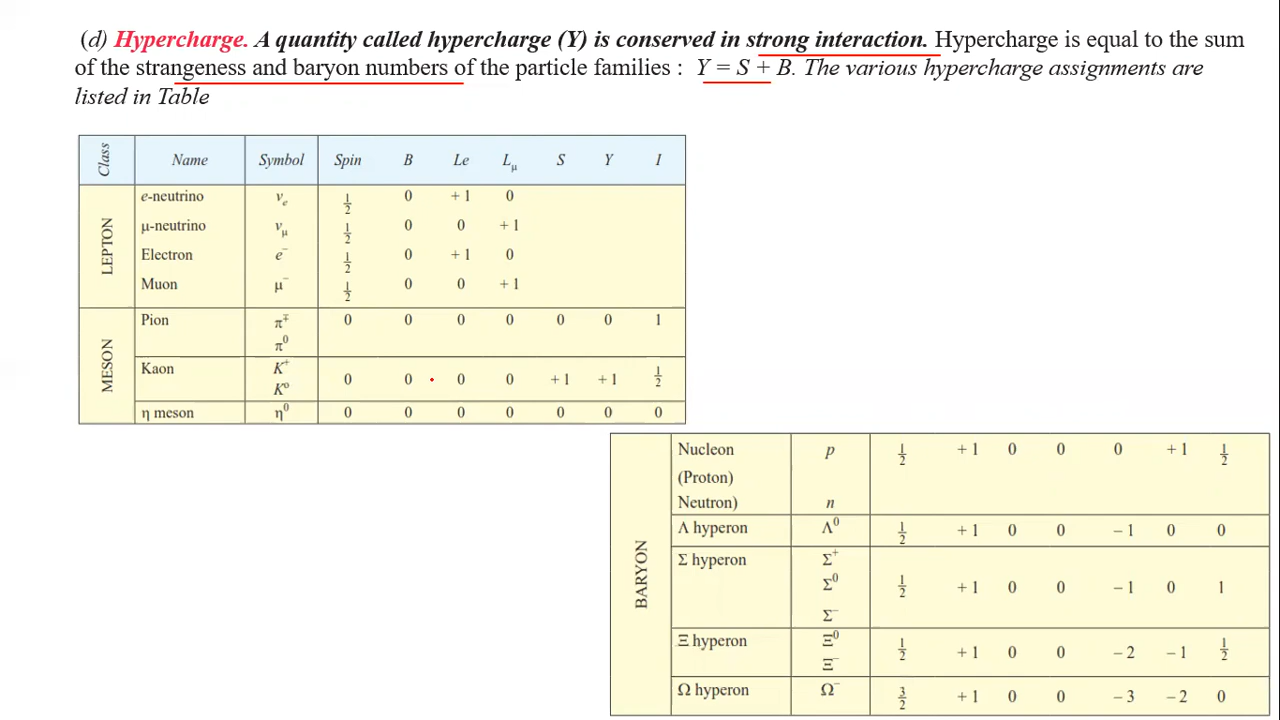 (d) Hypercharge. A quantity called hypercharge (Y) is conserved in strong interaction. Hypercharge is equal to the sum
of the strangeness and baryon numbers of the particle families : Y = S + B. The various hypercharge assignments are
listed in Table
Class Name Symbol Spin B Le Lμ S Y I
LEPTON
e-neutrino νe 1/2 0 + 1 0
μ-neutrino νμ 1/2 0 0 + 1
Electron e⁻ 1/2 0 + 1 0
Muon μ⁻ 1/2 0 0 + 1
MESON
Pion π∓ 0 0 0 0 0 0 1
π⁰
Kaon K⁺
K⁰ 0 0 0 0 + 1 + 1 1/2
η meson η⁰ 0 0 0 0 0 0 0
BARYON
Nucleon p 1/2 + 1 0 0 0 + 1 1/2
(Proton)
Neutron) n
Λ hyperon Λ⁰ 1/2 + 1 0 0 – 1 0 0
Σ hyperon Σ⁺
Σ⁰ 1/2 + 1 0 0 – 1 0 1
Σ⁻
Ξ hyperon Ξ⁰
Ξ⁻ 1/2 + 1 0 0 – 2 – 1 1/2
Ω hyperon Ω⁻ 3/2 + 1 0 0 – 3 – 2 0